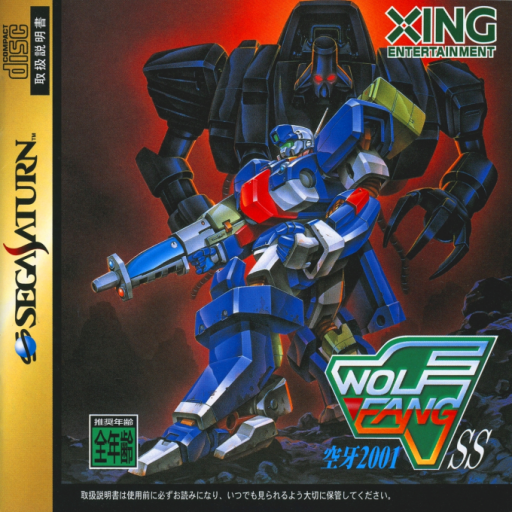 COMPACT
disc
取扱説明書
XING
ENTERTAINMENT
SEGA SATURN™
WOLF
FANG
空牙2001 SS
推奨年齢
全年齢
取扱説明書は使用前に必ずお読みになり、いつでも見られるよう大切に保管してください。